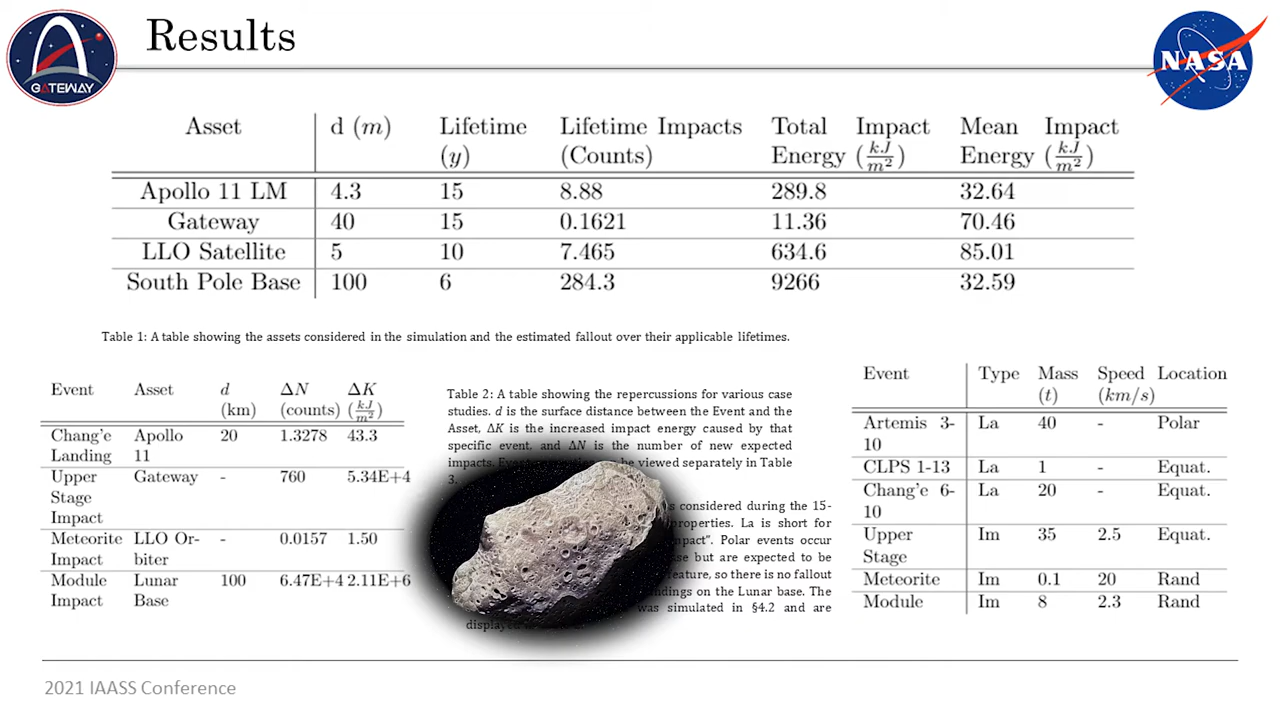 Results
GATEWAY
NASA
Asset d (m) Lifetime (y) Lifetime Impacts (Counts) Total Impact Energy (kJ/m²) Mean Impact Energy (kJ/m²)
Apollo 11 LM 4.3 15 8.88 289.8 32.64
Gateway 40 15 0.1621 11.36 70.46
LLO Satellite 5 10 7.465 634.6 85.01
South Pole Base 100 6 284.3 9266 32.59
Table 1: A table showing the assets considered in the simulation and the estimated fallout over their applicable lifetimes.
Event Asset d (km) ΔN (counts) ΔK (kJ/m²)
Chang'e Landing Apollo 11 20 1.3278 43.3
Upper Stage Impact Gateway - 760 5.34E+4
Meteorite Impact LLO Or-biter - 0.0157 1.50
Module Impact Lunar Base 100 6.47E+4 2.11E+6
Table 2: A table showing the repercussions for various case
studies. d is the surface distance between the Event and the
Asset, ΔK is the increased impact energy caused by that
specific event, and ΔN is the number of new expected
impacts. be viewed separately in Table
3.
considered during the 15-
properties. La is short for
Polar events occur
but are expected to be
so there is no fallout
on the Lunar base. The
was simulated in §4.2 and are
Event Type Mass (t) Speed (km/s) Location
Artemis 3-10 La 40 - Polar
CLPS 1-13 La 1 - Equat.
Chang'e 6-10 La 20 - Equat.
Upper Stage Im 35 2.5 Equat.
Meteorite Im 0.1 20 Rand
Module Im 8 2.3 Rand
2021 IAASS Conference